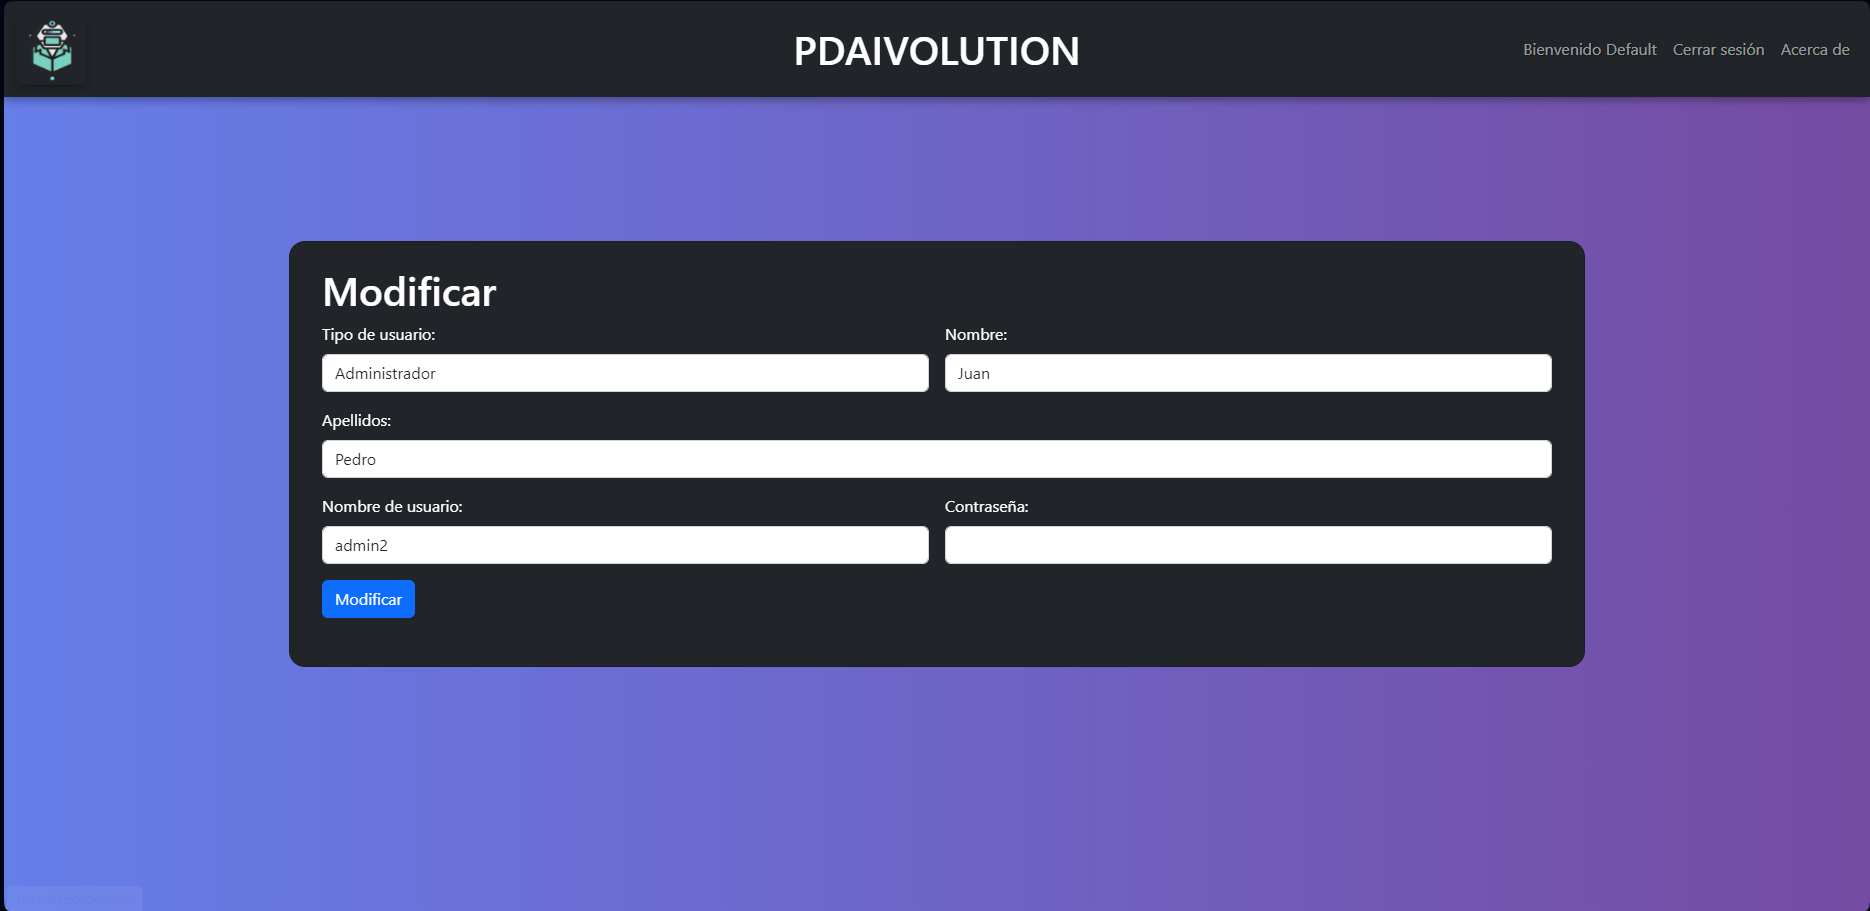 PDAIVOLUTION
Bienvenido Default Cerrar sesión Acerca de
Modificar
Tipo de usuario: Nombre:
Administrador Juan
Apellidos:
Pedro
Nombre de usuario: Contraseña:
admin2
Modificar